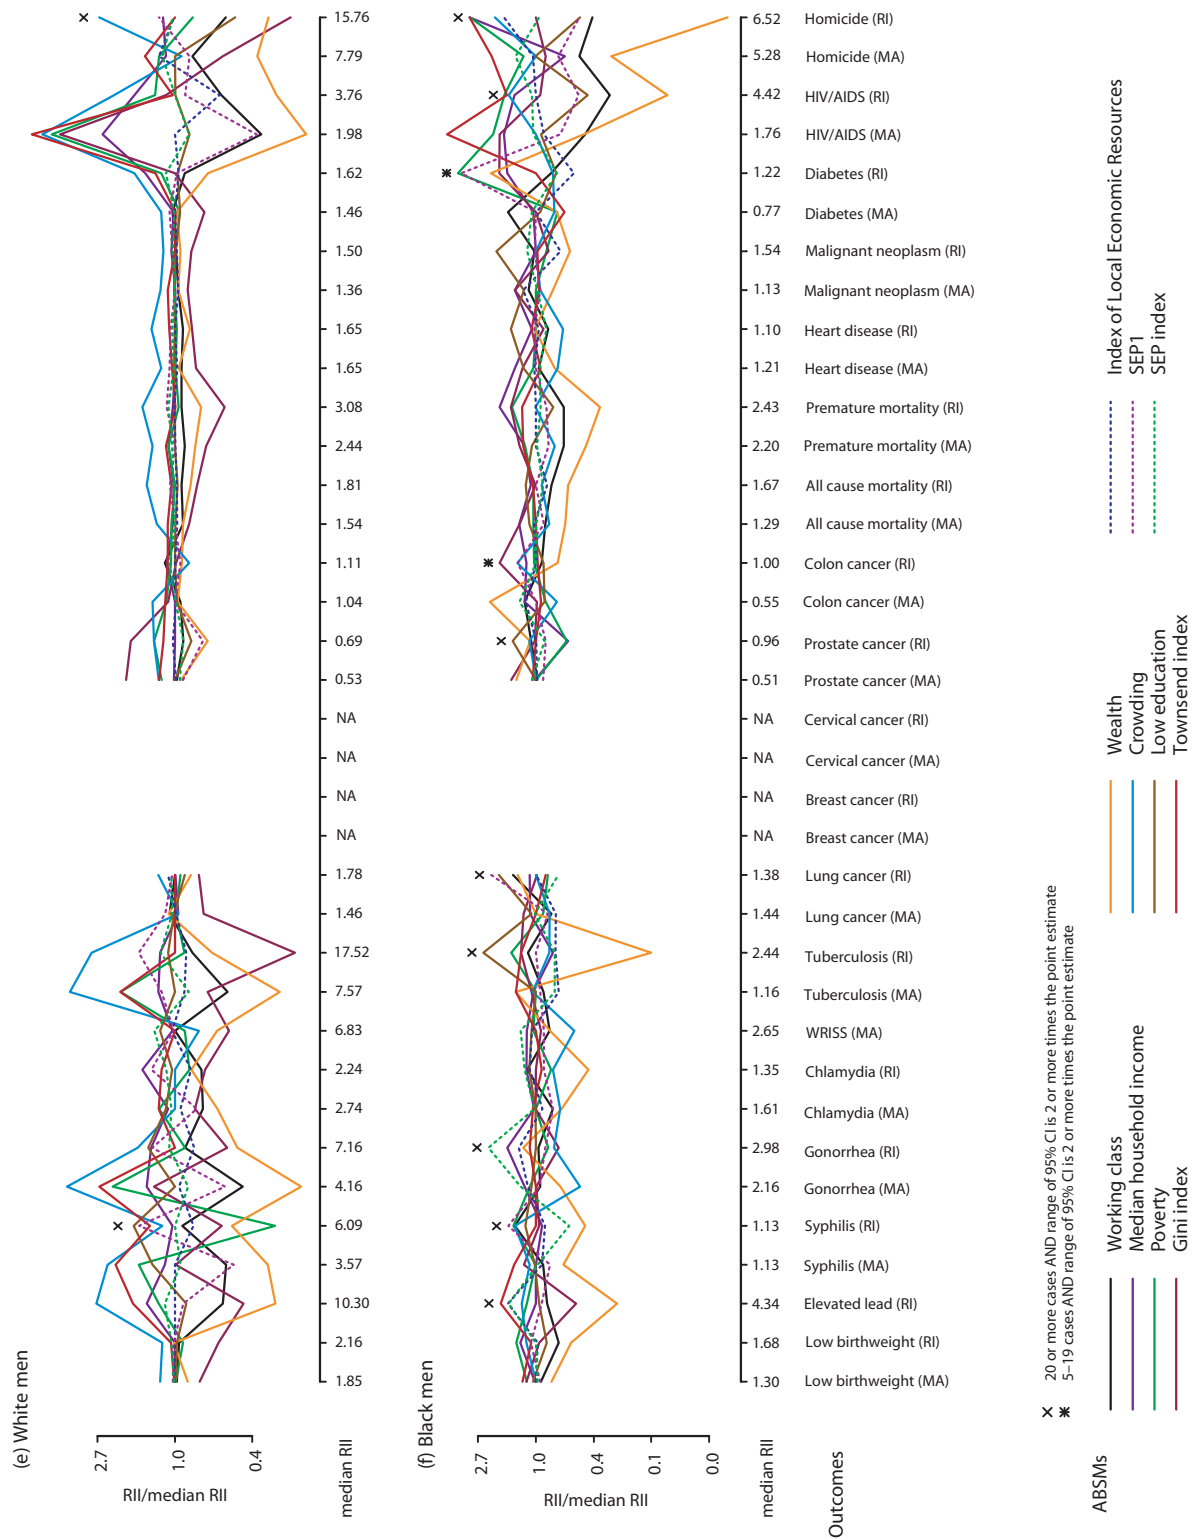 (e) White men
2.7
1.0
0.4
RII/median RII
median RII
1.85
2.16
10.30
3.57
6.09
4.16
7.16
2.74
2.24
6.83
7.57
17.52
1.46
1.78
NA
NA
NA
NA
0.53
0.69
1.04
1.11
1.54
1.81
2.44
3.08
1.65
1.65
1.36
1.50
1.46
1.62
1.98
3.76
7.79
15.76
(f) Black men
2.7
1.0
0.4
0.1
0.0
RII/median RII
median RII
1.30
1.68
4.34
1.13
1.13
2.16
2.98
1.61
1.35
2.65
1.16
2.44
1.44
1.38
NA
NA
NA
NA
0.51
0.96
0.55
1.00
1.29
1.67
2.20
2.43
1.21
1.10
1.13
1.54
0.77
1.22
1.76
4.42
5.28
6.52
Outcomes
Low birthweight (MA)
Low birthweight (RI)
Elevated lead (RI)
Syphilis (MA)
Syphilis (RI)
Gonorrhea (MA)
Gonorrhea (RI)
Chlamydia (MA)
Chlamydia (RI)
WRISS (MA)
Tuberculosis (MA)
Tuberculosis (RI)
Lung cancer (MA)
Lung cancer (RI)
Breast cancer (MA)
Breast cancer (RI)
Cervical cancer (MA)
Cervical cancer (RI)
Prostate cancer (MA)
Prostate cancer (RI)
Colon cancer (MA)
Colon cancer (RI)
All cause mortality (MA)
All cause mortality (RI)
Premature mortality (MA)
Premature mortality (RI)
Heart disease (MA)
Heart disease (RI)
Malignant neoplasm (MA)
Malignant neoplasm (RI)
Diabetes (MA)
Diabetes (RI)
HIV/AIDS (MA)
HIV/AIDS (RI)
Homicide (MA)
Homicide (RI)
× 20 or more cases AND range of 95% CI is 2 or more times the point estimate
✱ 5–19 cases AND range of 95% CI is 2 or more times the point estimate
ABSMs
Working class
Median household income
Poverty
Gini index
Wealth
Crowding
Low education
Townsend index
Index of Local Economic Resources
SEP1
SEP index